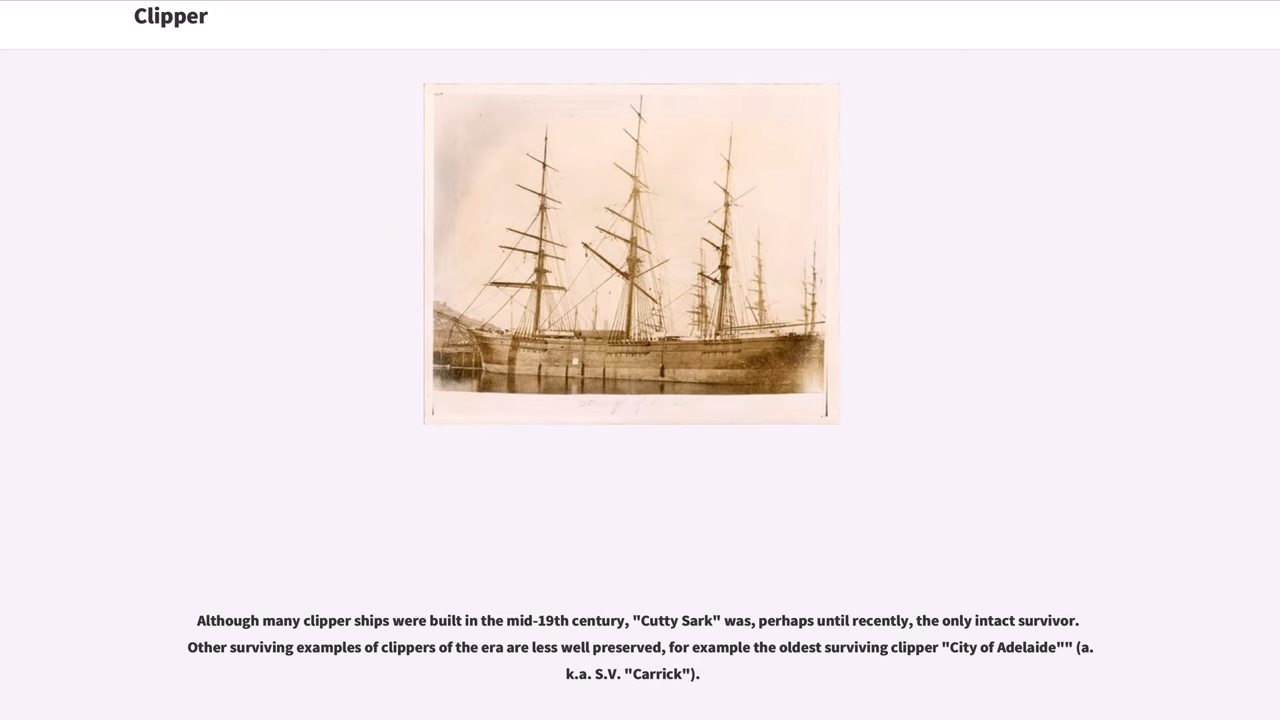 Clipper
Although many clipper ships were built in the mid-19th century, "Cutty Sark" was, perhaps until recently, the only intact survivor.
Other surviving examples of clippers of the era are less well preserved, for example the oldest surviving clipper "City of Adelaide"" (a.
k.a. S.V. "Carrick").